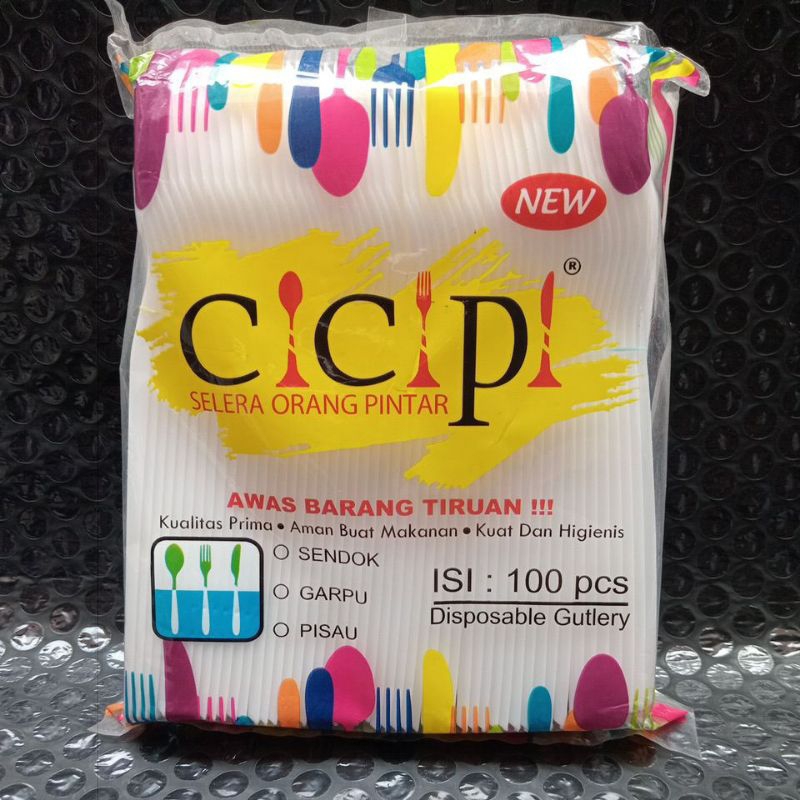 NEW
cicipi®
SELERA ORANG PINTAR
AWAS BARANG TIRUAN !!!
Kualitas Prima • Aman Buat Makanan • Kuat Dan Higienis
SENDOK
GARPU
PISAU
ISI : 100 pcs
Disposable Gutlery